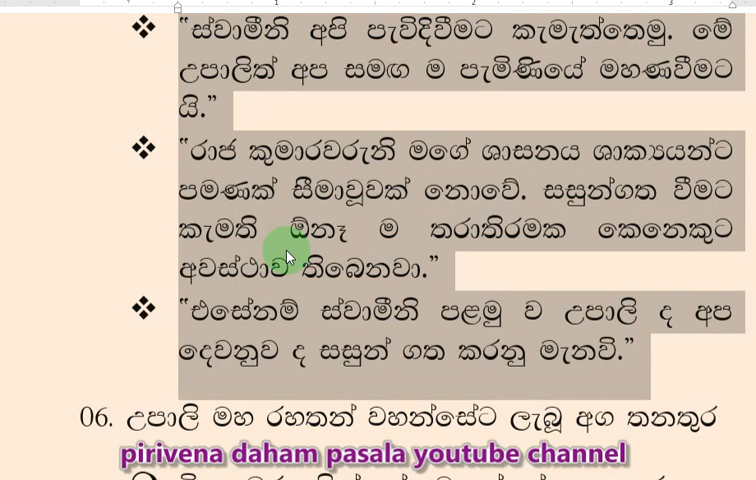 ❖ “ස්වාමීනි අපි පැවිදිවීමට කැමැත්තෙමු. මේ
උපාලිත් අප සමඟ ම පැමිණියේ මහණවීමට
යි.”
❖ “රාජ කුමාරවරුනි මගේ ශාසනය ශාක්‍යයන්ට
පමණක් සීමාවූවක් නොවේ. සසුන්ගත වීමට
කැමති ඕනෑ ම තරාතිරමක කෙනෙකුට
අවස්ථාව තිබෙනවා.”
❖ “එසේනම් ස්වාමීනි පළමු ව උපාලි ද අප
දෙවනුව ද සසුන් ගත කරනු මැනවි.”
06. උපාලි මහ රහතන් වහන්සේට ලැබූ අග තනතුර
pirivena daham pasala youtube channel